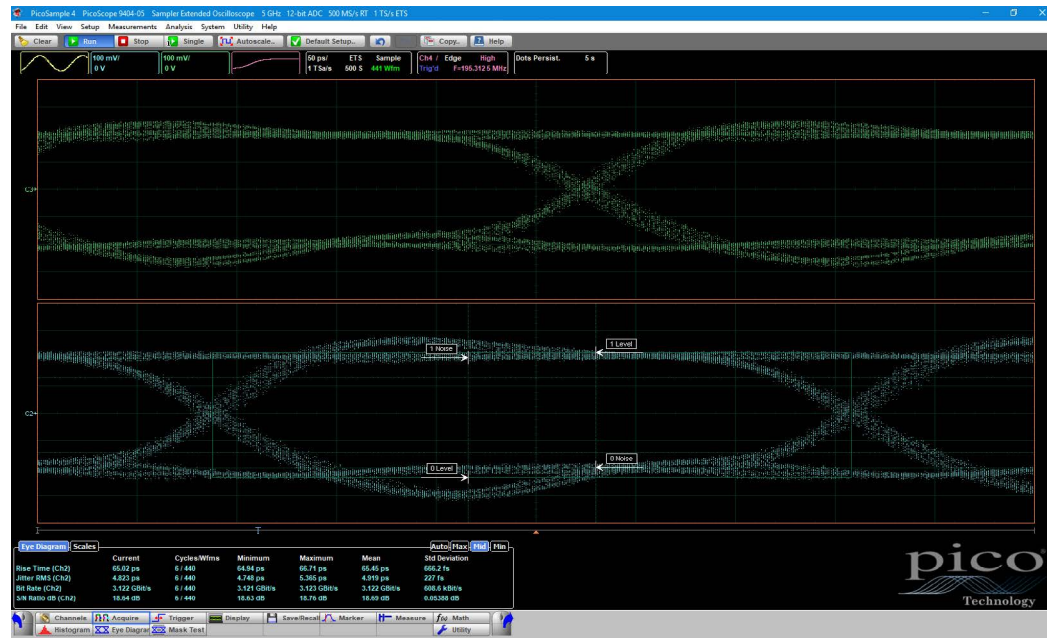 PicoSample 4 PicoScope 9404-05 Sampler Extended Oscilloscope 5 GHz 12-bit ADC 500 MS/s RT 1 TS/s ETS
File Edit View Setup Measurements Analysis System Utility Help
Clear Run Stop Single Autoscale... Default Setup... Copy... Help
100 mV/ 100 mV/ 50 ps/ ETS Sample Ch4 / Edge High Dots Persist. 5 s
0 V 0 V 1 TSa/s 500 S 441 Wfm Trig'd F=195.3125 MHz
C3
1 Level
1 Noise
C2
0 Noise
0 Level
T
Eye Diagram Scales Auto Max Mid Min
Current Cycles/Wfms Minimum Maximum Mean Std Deviation
Rise Time (Ch2) 65.02 ps 6 / 440 64.94 ps 66.71 ps 65.45 ps 666.2 fs
Jitter RMS (Ch2) 4.823 ps 6 / 440 4.748 ps 5.365 ps 4.919 ps 227 fs
Bit Rate (Ch2) 3.122 GBit/s 6 / 440 3.121 GBit/s 3.123 GBit/s 3.122 GBit/s 608.6 kBit/s
S/N Ratio dB (Ch2) 18.64 dB 6 / 440 18.63 dB 18.76 dB 18.69 dB 0.05388 dB
pico
Technology
Channels Acquire Trigger Display Save/Recall Marker Measure f(x) Math
Histogram Eye Diagram Mask Test Utility